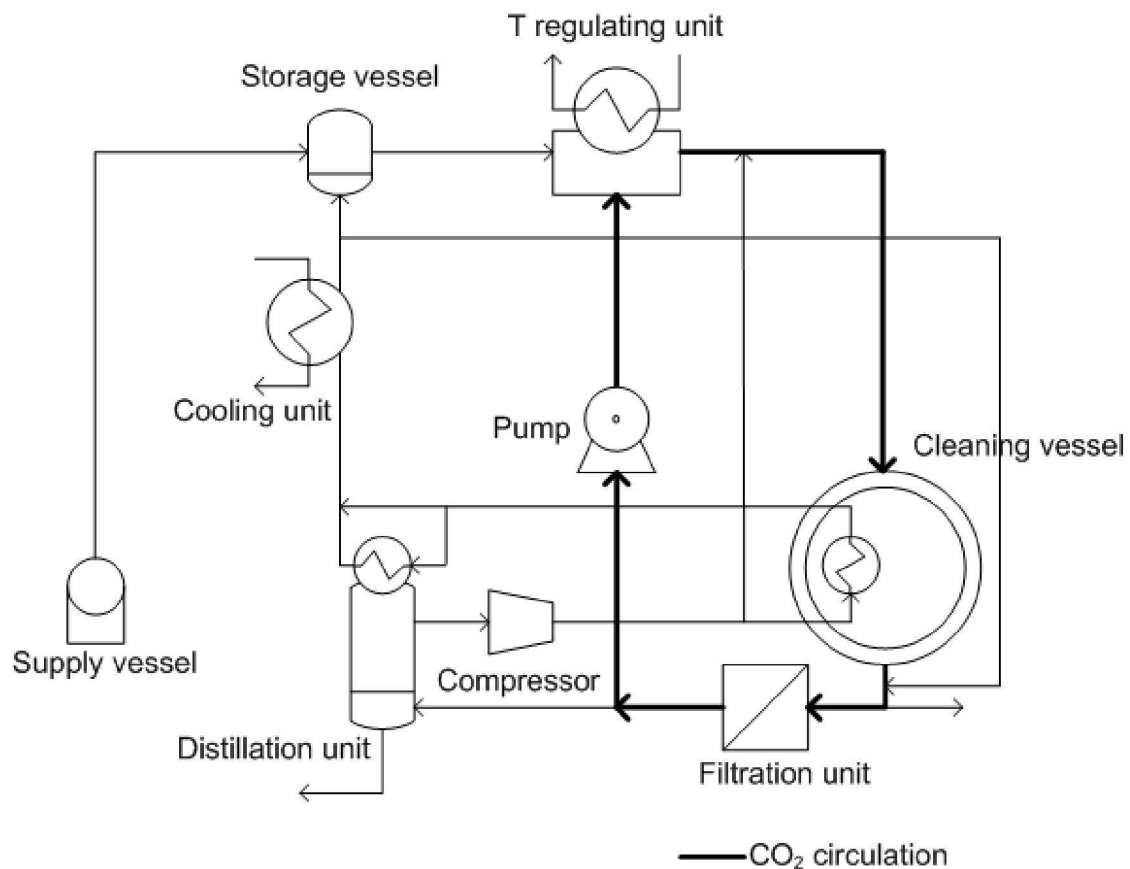 T regulating unit
Storage vessel
Cooling unit
Pump
Cleaning vessel
Supply vessel
Compressor
Distillation unit
Filtration unit
CO₂ circulation